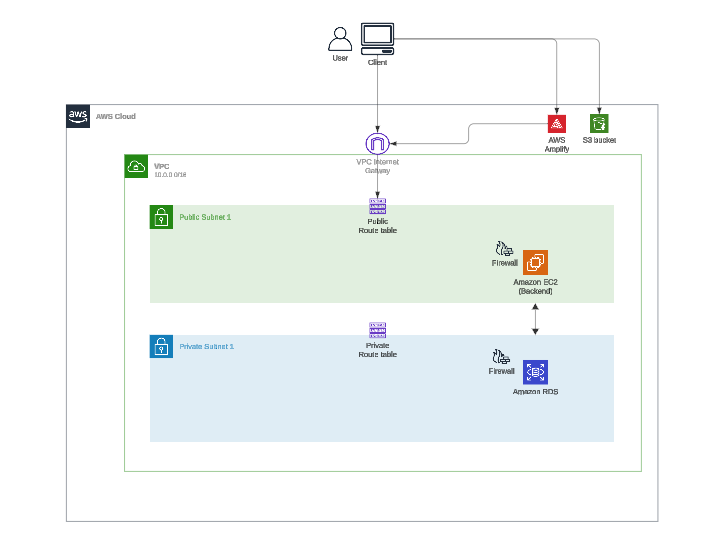 User
Client
aws
AWS Cloud
AWS
Amplify
S3 bucket
VPC Internet
Gatway
VPC
10.0.0.0/16
Public
Route table
Public Subnet 1
Firewall
Amazon EC2
(Backend)
Private
Route table
Private Subnet 1
Firewall
Amazon RDS